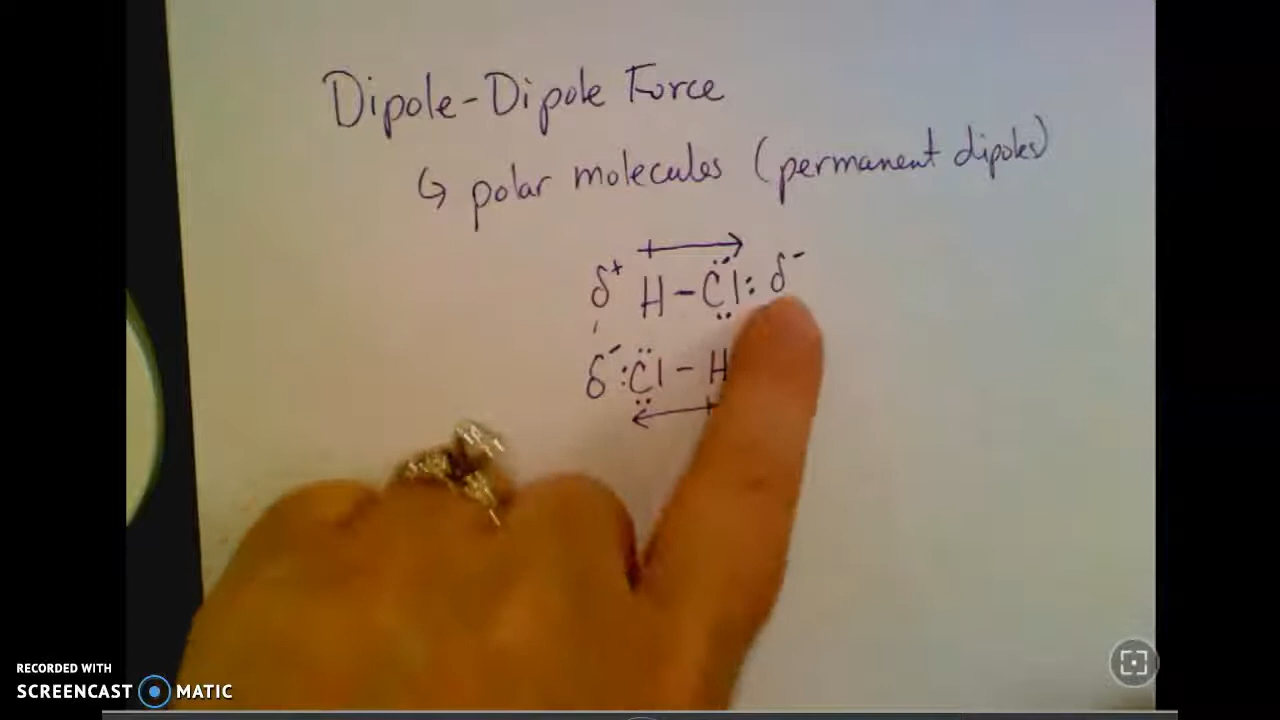 Dipole-Dipole Force
↳ polar molecules (permanent dipoles)
δ+ H-Cl: δ-
δ- :Cl-H
RECORDED WITH
SCREENCAST MATIC